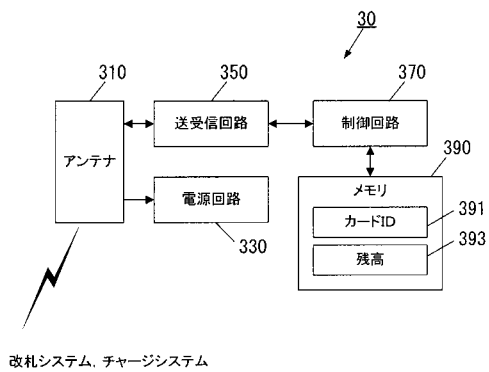 30
310
350
370
アンテナ
送受信回路
制御回路
390
メモリ
電源回路
カードID
391
330
残高
393
改札システム, チャージシステム